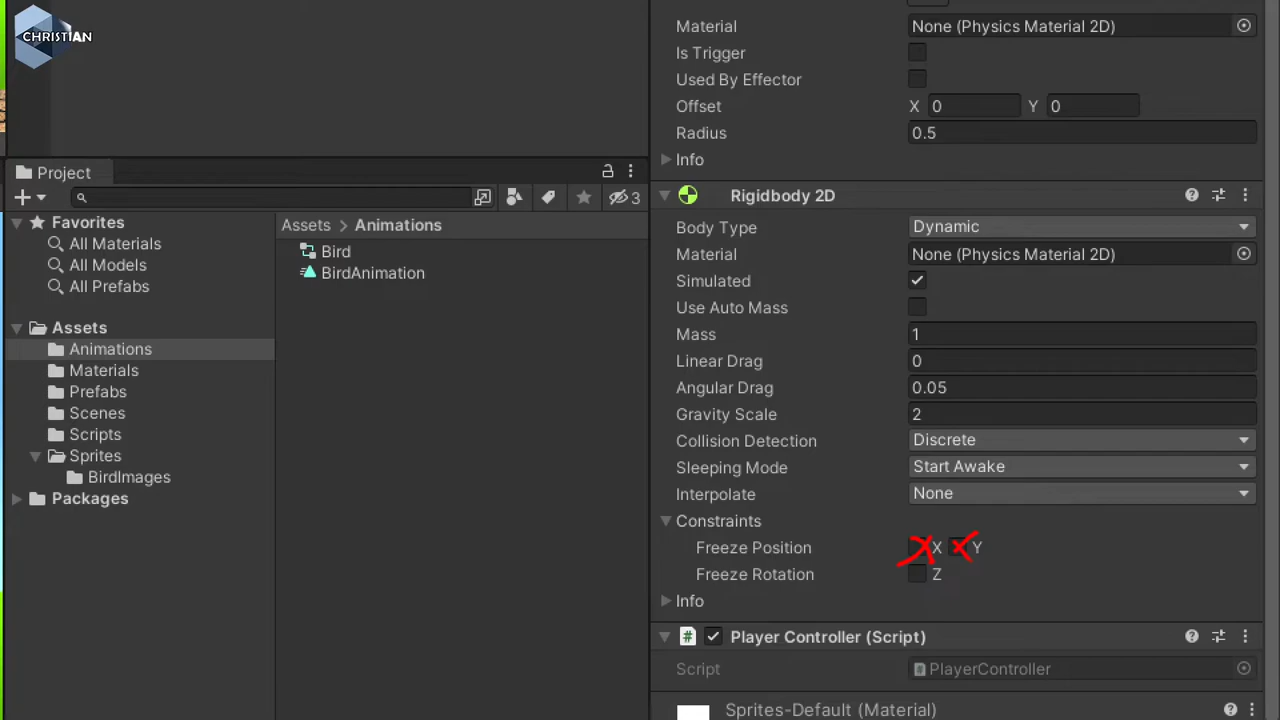 CHRISTIAN
Material None (Physics Material 2D)
Is Trigger
Used By Effector
Offset X 0 Y 0
Radius 0.5
Info
Project
3
Favorites
All Materials
All Models
All Prefabs
Assets
Animations
Materials
Prefabs
Scenes
Scripts
Sprites
BirdImages
Packages
Assets > Animations
Bird
BirdAnimation
Rigidbody 2D
Body Type Dynamic
Material None (Physics Material 2D)
Simulated
Use Auto Mass
Mass 1
Linear Drag 0
Angular Drag 0.05
Gravity Scale 2
Collision Detection Discrete
Sleeping Mode Start Awake
Interpolate None
Constraints
Freeze Position X Y
Freeze Rotation Z
Info
# Player Controller (Script)
Script # PlayerController
Sprites-Default (Material)